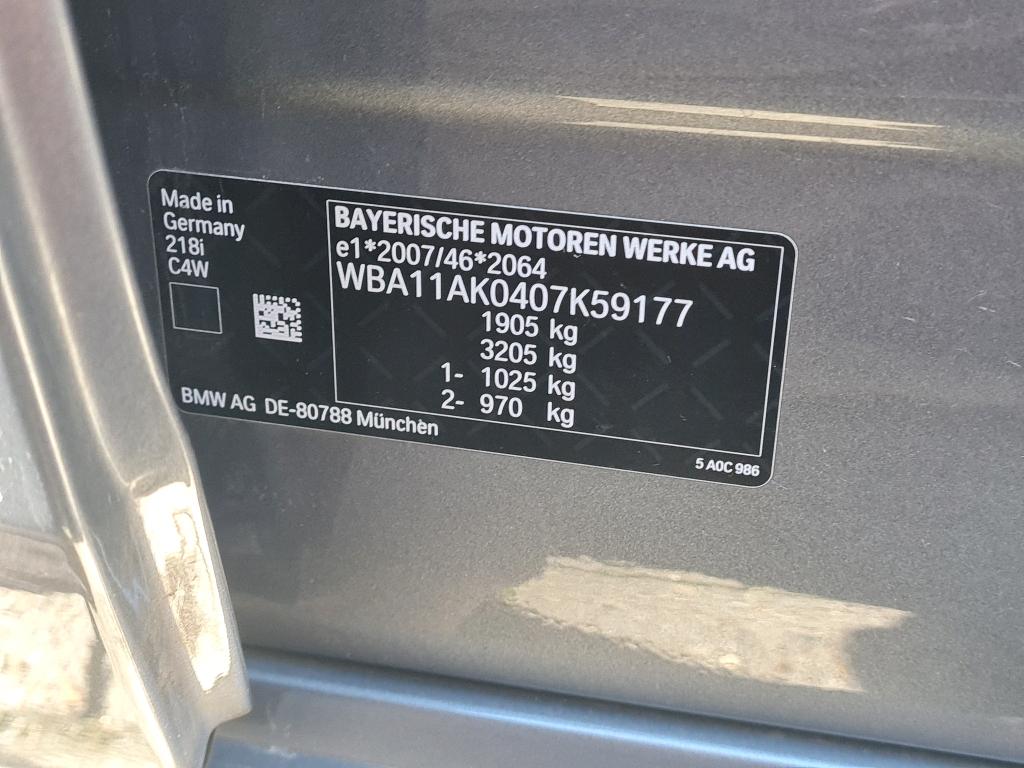 Made in
Germany
218i
C4W
BAYERISCHE MOTOREN WERKE AG
e1*2007/46*2064
WBA11AK0407K59177
1905 kg
3205 kg
1- 1025 kg
2- 970 kg
BMW AG DE-80788 München
5 A0C 986